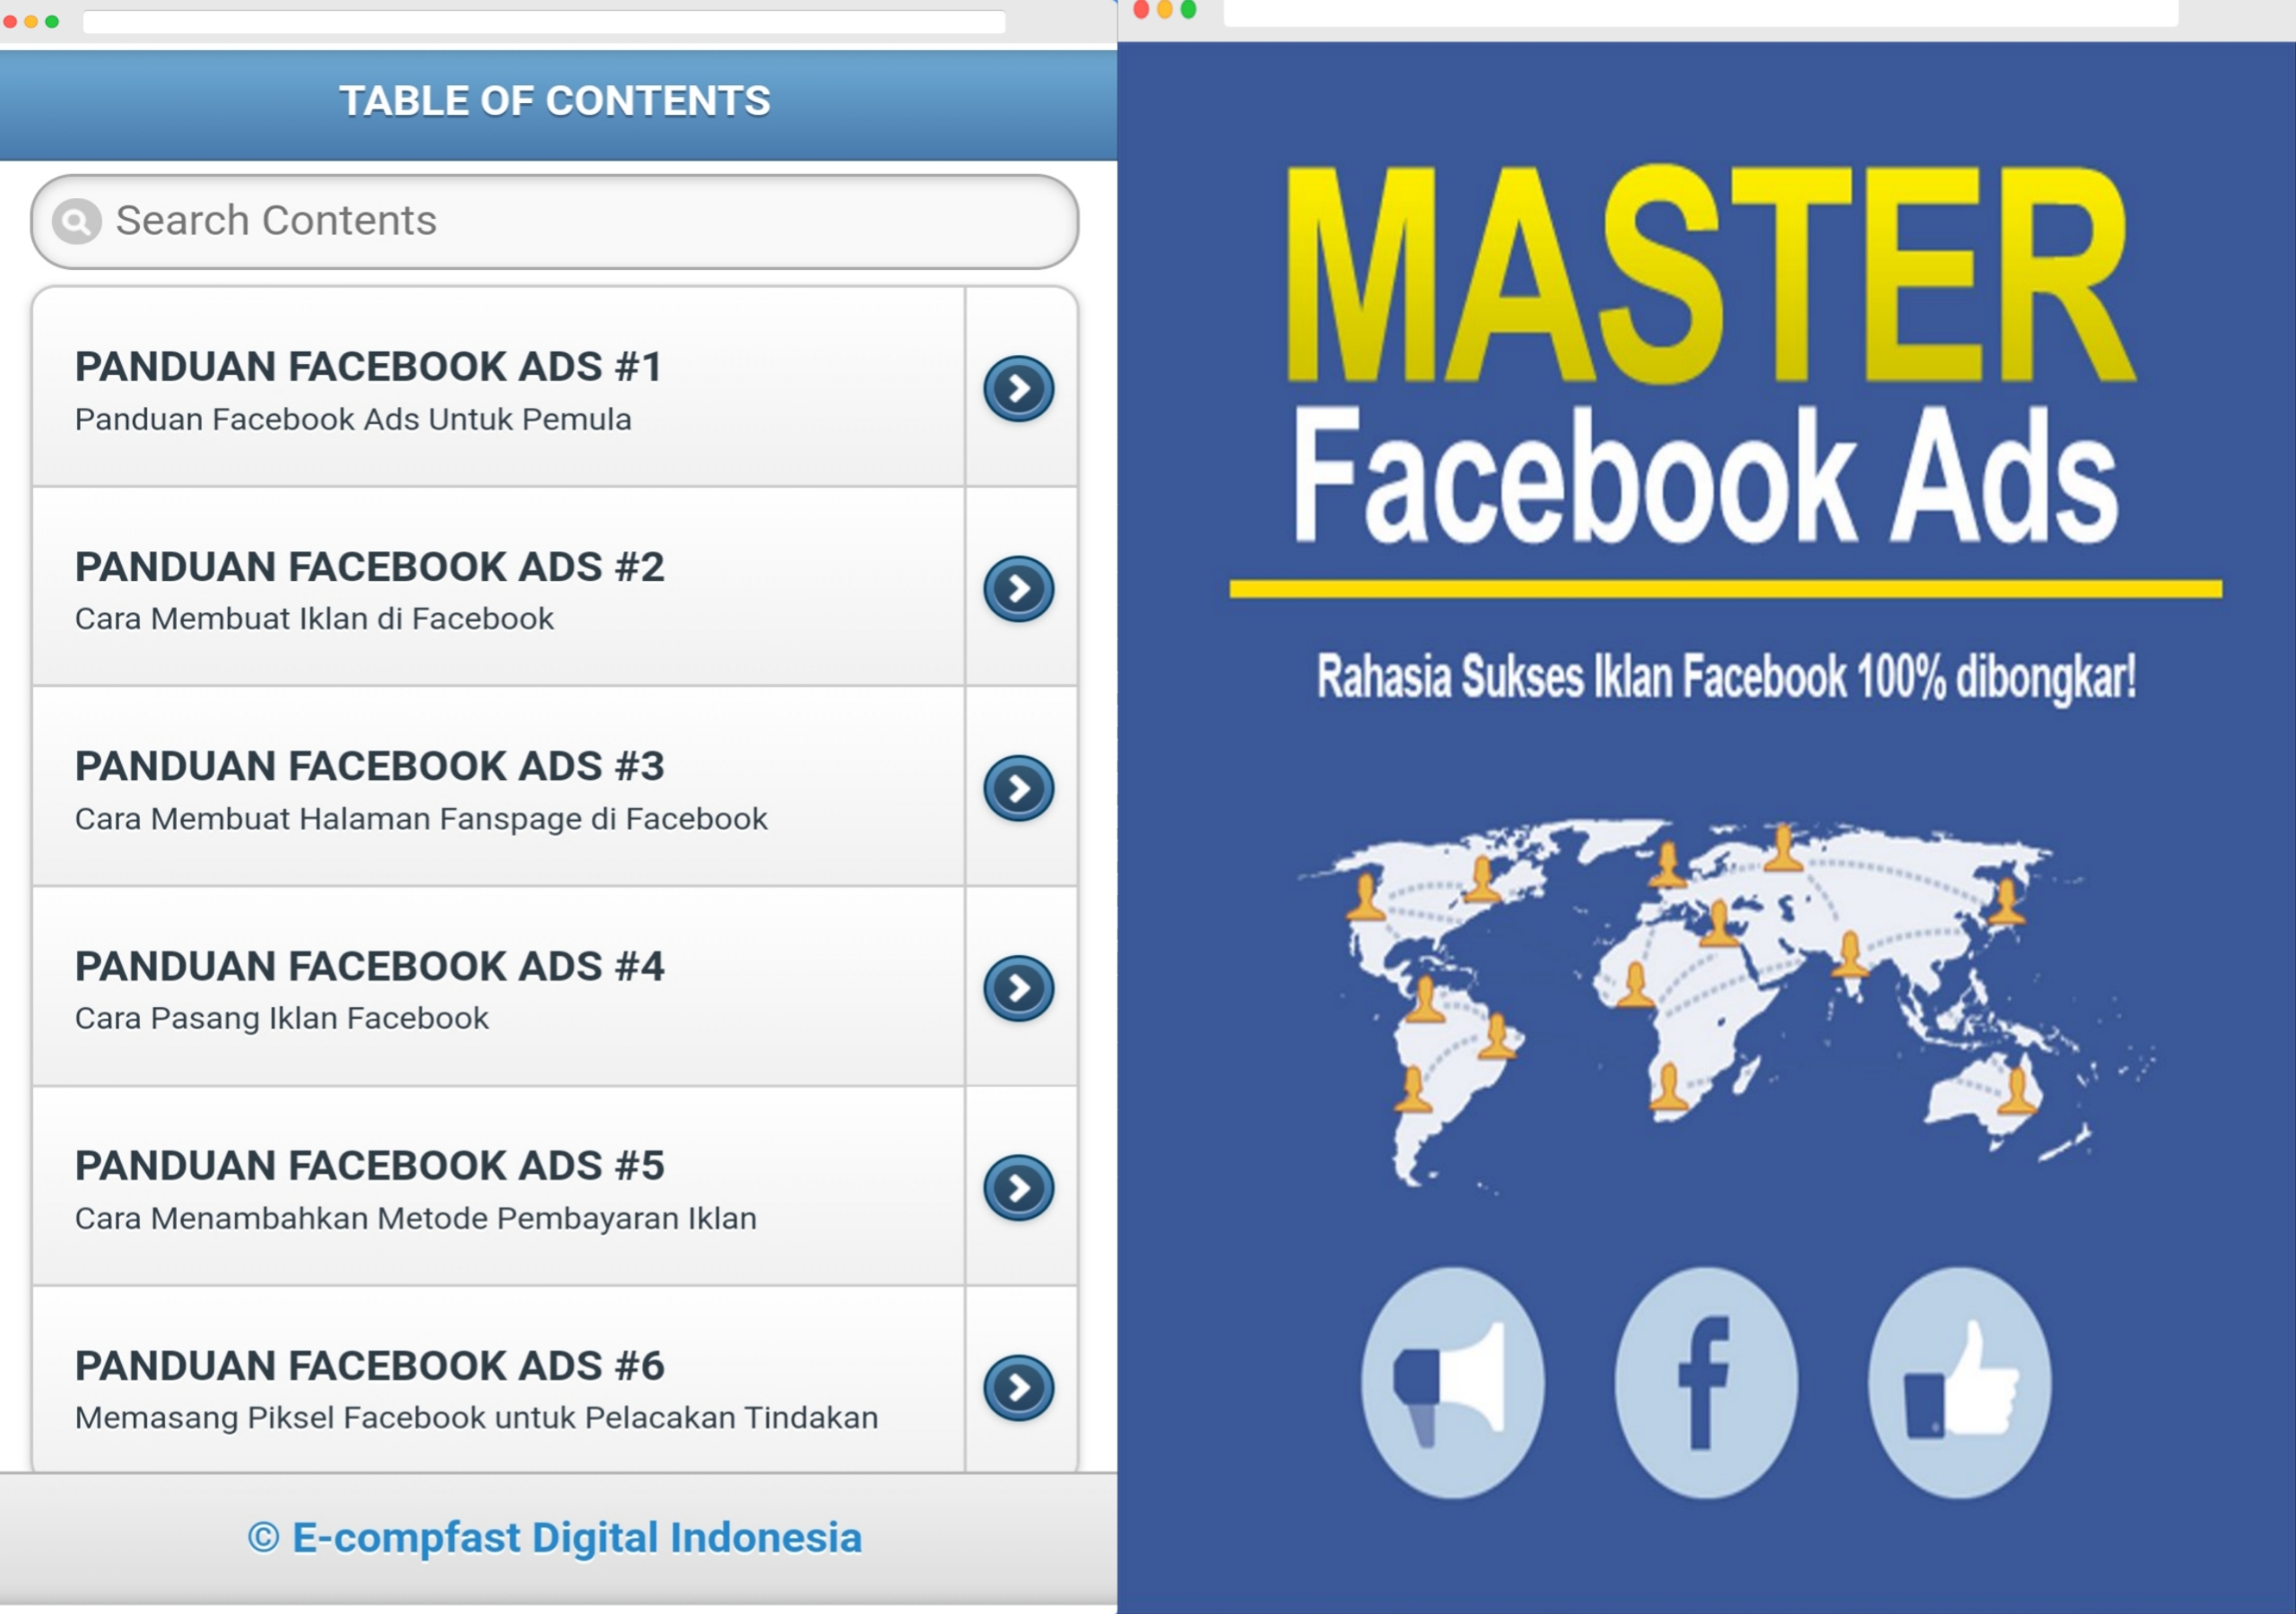 TABLE OF CONTENTS
Search Contents
PANDUAN FACEBOOK ADS #1
Panduan Facebook Ads Untuk Pemula
PANDUAN FACEBOOK ADS #2
Cara Membuat Iklan di Facebook
PANDUAN FACEBOOK ADS #3
Cara Membuat Halaman Fanspage di Facebook
PANDUAN FACEBOOK ADS #4
Cara Pasang Iklan Facebook
PANDUAN FACEBOOK ADS #5
Cara Menambahkan Metode Pembayaran Iklan
PANDUAN FACEBOOK ADS #6
Memasang Piksel Facebook untuk Pelacakan Tindakan
© E-compfast Digital Indonesia
MASTER
Facebook Ads
Rahasia Sukses Iklan Facebook 100% dibongkar!
f